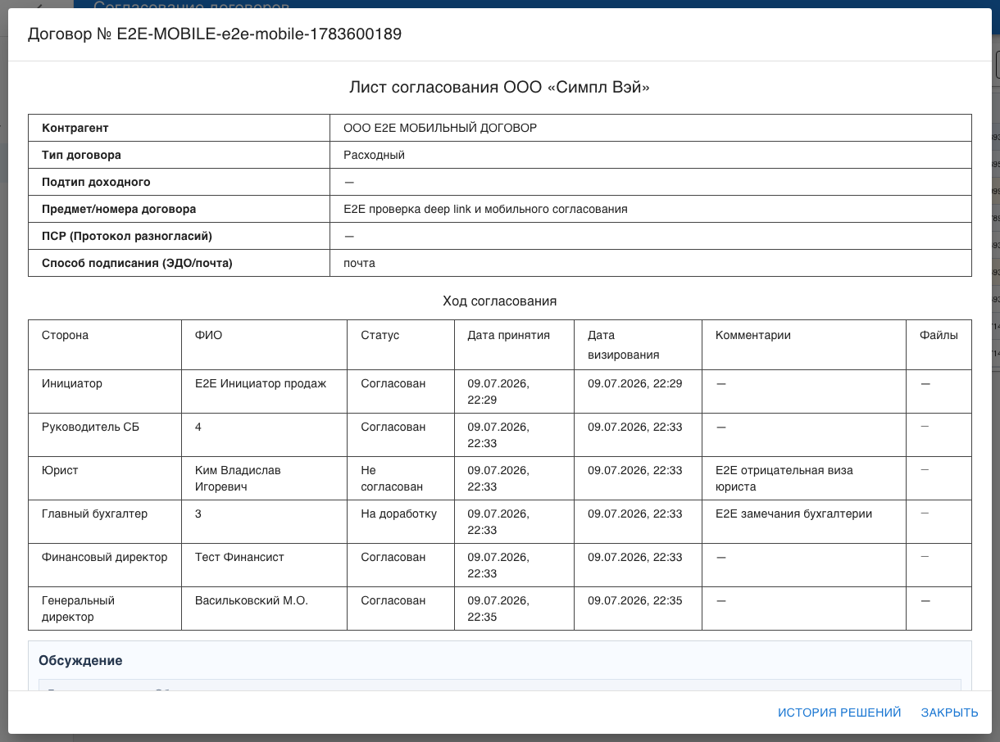 Согласование договоров
Договор № E2E-MOBILE-e2e-mobile-1783600189
Лист согласования ООО «Симпл Вэй»
Контрагент ООО E2E МОБИЛЬНЫЙ ДОГОВОР
Тип договора Расходный
Подтип доходного —
Предмет/номера договора E2E проверка deep link и мобильного согласования
ПСР (Протокол разногласий) —
Способ подписания (ЭДО/почта) почта
Ход согласования
Сторона ФИО Статус Дата принятия Дата визирования Комментарии Файлы
Инициатор E2E Инициатор продаж Согласован 09.07.2026, 22:29 09.07.2026, 22:29 — —
Руководитель СБ 4 Согласован 09.07.2026, 22:33 09.07.2026, 22:33 — —
Юрист Ким Владислав Игоревич Не согласован 09.07.2026, 22:33 09.07.2026, 22:33 E2E отрицательная виза юриста —
Главный бухгалтер 3 На доработку 09.07.2026, 22:33 09.07.2026, 22:33 E2E замечания бухгалтерии —
Финансовый директор Тест Финансист Согласован 09.07.2026, 22:33 09.07.2026, 22:33 — —
Генеральный директор Васильковский М.О. Согласован 09.07.2026, 22:35 09.07.2026, 22:35 — —
Обсуждение
ИСТОРИЯ РЕШЕНИЙ ЗАКРЫТЬ